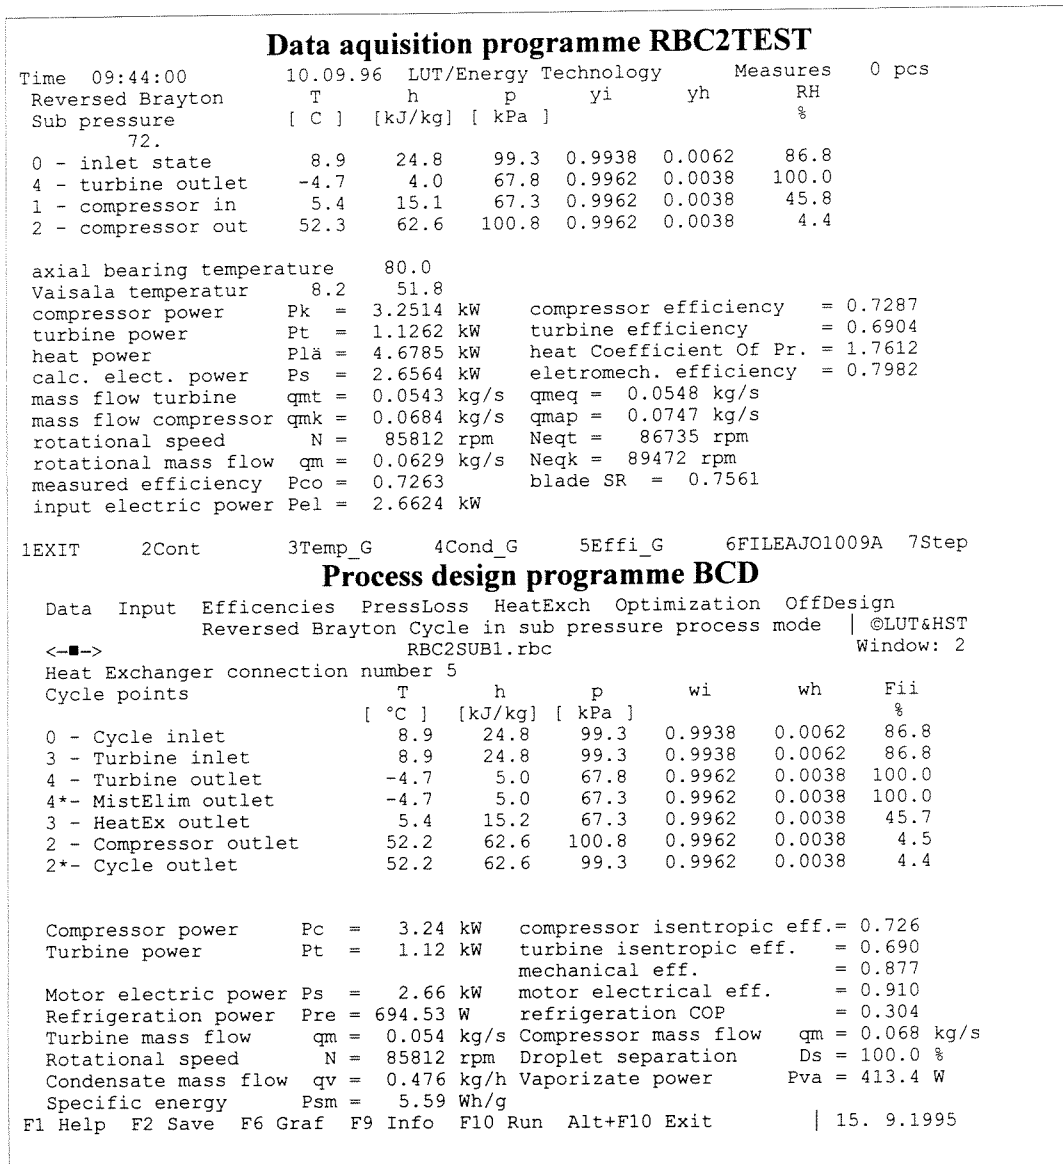 Data aquisition programme RBC2TEST
Time 09:44:00 10.09.96 LUT/Energy Technology Measures 0 pcs
Reversed Brayton T h p yi yh RH
Sub pressure [ C ] [kJ/kg] [ kPa ] %
72.
0 - inlet state 8.9 24.8 99.3 0.9938 0.0062 86.8
4 - turbine outlet -4.7 4.0 67.8 0.9962 0.0038 100.0
1 - compressor in 5.4 15.1 67.3 0.9962 0.0038 45.8
2 - compressor out 52.3 62.6 100.8 0.9962 0.0038 4.4
axial bearing temperature 80.0
Vaisala temperatur 8.2 51.8
compressor power Pk = 3.2514 kW compressor efficiency = 0.7287
turbine power Pt = 1.1262 kW turbine efficiency = 0.6904
heat power Plä = 4.6785 kW heat Coefficient Of Pr. = 1.7612
calc. elect. power Ps = 2.6564 kW eletromech. efficiency = 0.7982
mass flow turbine qmt = 0.0543 kg/s qmeq = 0.0548 kg/s
mass flow compressor qmk = 0.0684 kg/s qmap = 0.0747 kg/s
rotational speed N = 85812 rpm Neqt = 86735 rpm
rotational mass flow qm = 0.0629 kg/s Neqk = 89472 rpm
measured efficiency Pco = 0.7263 blade SR = 0.7561
input electric power Pel = 2.6624 kW
1EXIT 2Cont 3Temp_G 4Cond_G 5Effi_G 6FILEAJO1009A 7Step
Process design programme BCD
Data Input Efficencies PressLoss HeatExch Optimization OffDesign
Reversed Brayton Cycle in sub pressure process mode | ©LUT&HST
<-■-> RBC2SUB1.rbc Window: 2
Heat Exchanger connection number 5
Cycle points T h p wi wh Fii
[ °C ] [kJ/kg] [ kPa ] %
0 - Cycle inlet 8.9 24.8 99.3 0.9938 0.0062 86.8
3 - Turbine inlet 8.9 24.8 99.3 0.9938 0.0062 86.8
4 - Turbine outlet -4.7 5.0 67.8 0.9962 0.0038 100.0
4*- MistElim outlet -4.7 5.0 67.3 0.9962 0.0038 100.0
3 - HeatEx outlet 5.4 15.2 67.3 0.9962 0.0038 45.7
2 - Compressor outlet 52.2 62.6 100.8 0.9962 0.0038 4.5
2*- Cycle outlet 52.2 62.6 99.3 0.9962 0.0038 4.4
Compressor power Pc = 3.24 kW compressor isentropic eff.= 0.726
Turbine power Pt = 1.12 kW turbine isentropic eff. = 0.690
mechanical eff. = 0.877
Motor electric power Ps = 2.66 kW motor electrical eff. = 0.910
Refrigeration power Pre = 694.53 W refrigeration COP = 0.304
Turbine mass flow qm = 0.054 kg/s Compressor mass flow qm = 0.068 kg/s
Rotational speed N = 85812 rpm Droplet separation Ds = 100.0 %
Condensate mass flow qv = 0.476 kg/h Vaporizate power Pva = 413.4 W
Specific energy Psm = 5.59 Wh/g
F1 Help F2 Save F6 Graf F9 Info F10 Run Alt+F10 Exit | 15. 9.1995